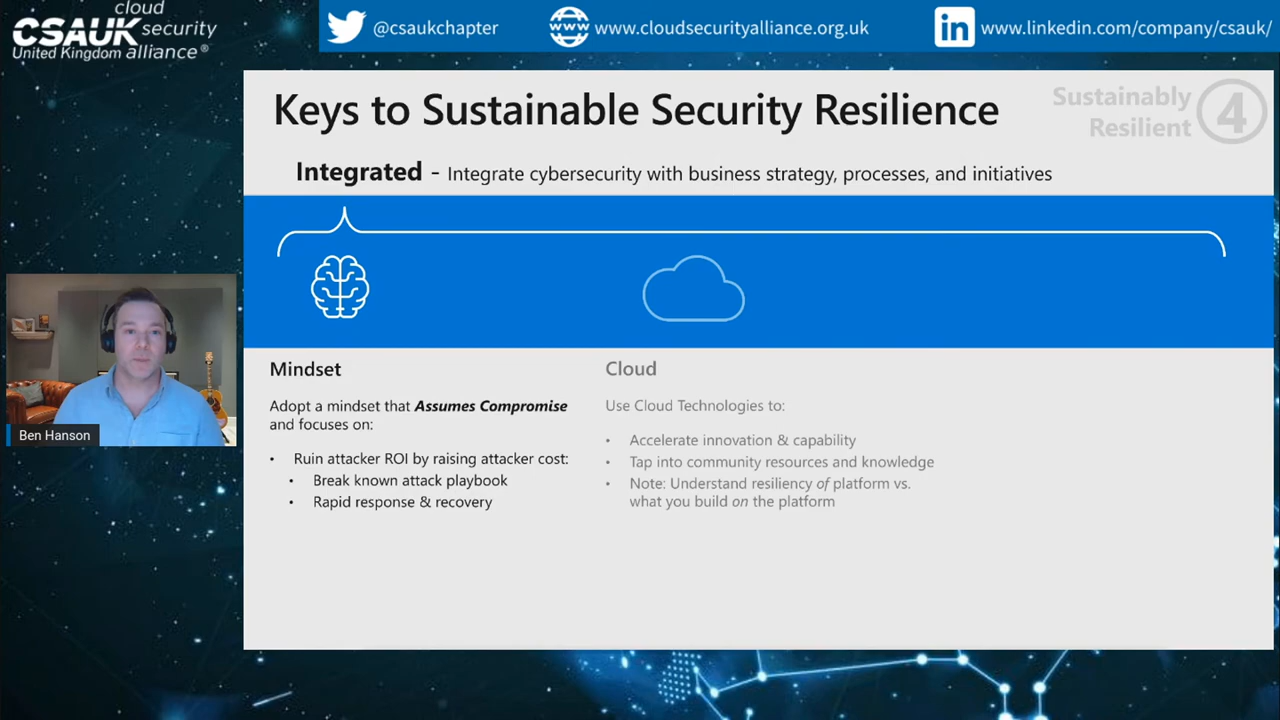 cloud
CSAUK security
United Kingdom alliance®
@csaukchapter
www
www.cloudsecurityalliance.org.uk
in
www.linkedin.com/company/csauk/
Keys to Sustainable Security Resilience
Sustainably
Resilient
4
Integrated - Integrate cybersecurity with business strategy, processes, and initiatives
Mindset
Adopt a mindset that Assumes Compromise
and focuses on:
• Ruin attacker ROI by raising attacker cost:
• Break known attack playbook
• Rapid response & recovery
Cloud
Use Cloud Technologies to:
• Accelerate innovation & capability
• Tap into community resources and knowledge
• Note: Understand resiliency of platform vs.
what you build on the platform
Ben Hanson